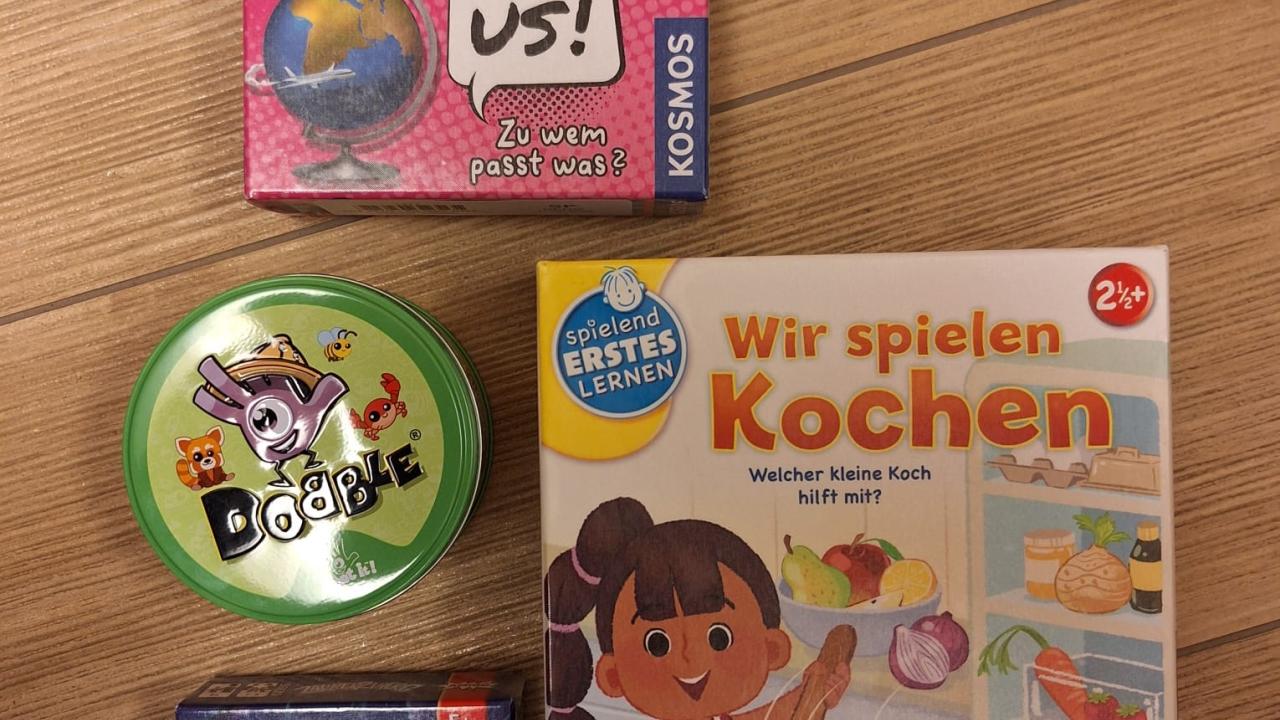 US!
Zu wem
passt was?
KOSMOS
spielend
ERSTES
LERNEN
2½+
Wir spielen
Kochen
Welcher kleine Koch
hilft mit?
DOBBLE®
it!